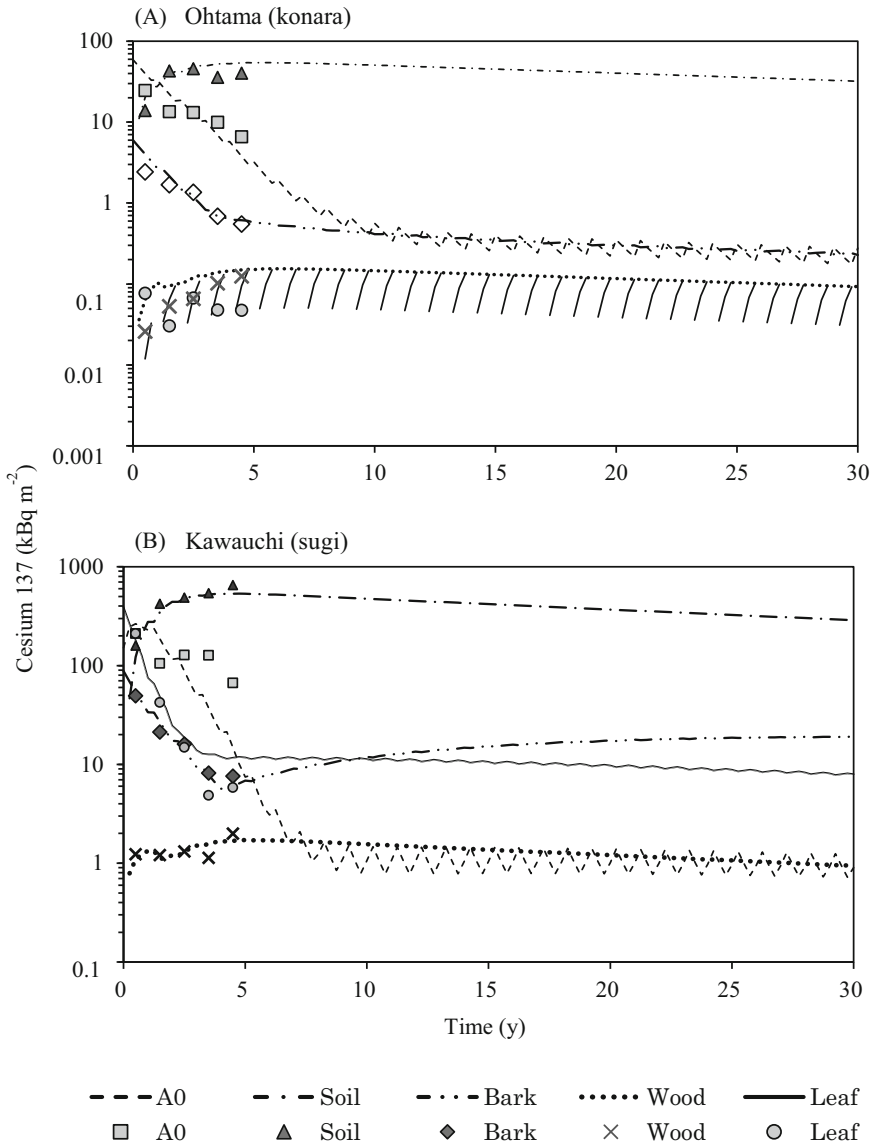 (A) Ohtama (konara)
100
10
1
0.1
0.01
0.001
0 5 10 15 20 25 30
Cesium 137 (kBq m-2)
(B) Kawauchi (sugi)
1000
100
10
1
0.1
0 5 10 15 20 25 30
Time (y)
A0 Soil Bark Wood Leaf
A0 Soil Bark Wood Leaf